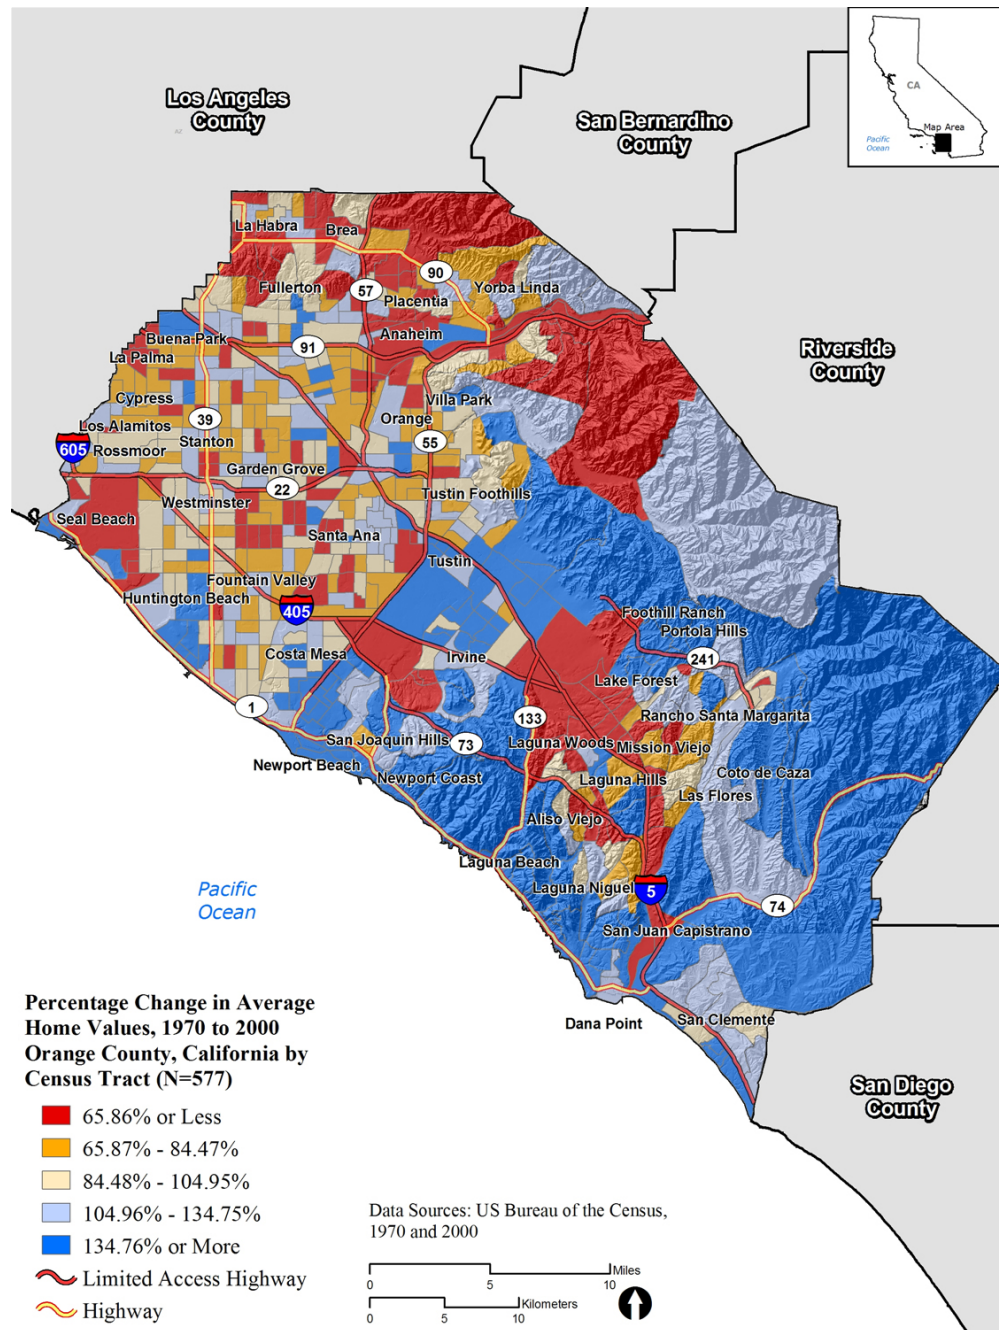 Los Angeles
County
San Bernardino
County
CA
Map Area
Pacific
Ocean
Riverside
County
La Habra
Brea
90
Fullerton
57
Yorba Linda
Placentia
Anaheim
Buena Park
91
La Palma
Cypress
Villa Park
39
Orange
Los Alamitos
55
605
Rossmoor
Stanton
Garden Grove
22
Tustin Foothills
Westminster
Seal Beach
Santa Ana
Tustin
Fountain Valley
Huntington Beach
405
Foothill Ranch
Portola Hills
Costa Mesa
Irvine
241
Lake Forest
1
133
Rancho Santa Margarita
San Joaquin Hills
73
Laguna Woods
Mission Viejo
Newport Beach
Newport Coast
Laguna Hills
Coto de Caza
Las Flores
Aliso Viejo
Laguna Beach
Pacific
Ocean
Laguna Niguel
5
74
San Juan Capistrano
Dana Point
San Clemente
San Diego
County
Percentage Change in Average
Home Values, 1970 to 2000
Orange County, California by
Census Tract (N=577)
65.86% or Less
65.87% - 84.47%
84.48% - 104.95%
104.96% - 134.75%
134.76% or More
Limited Access Highway
Highway
Data Sources: US Bureau of the Census,
1970 and 2000
Miles
0 5 10
Kilometers
0 5 10